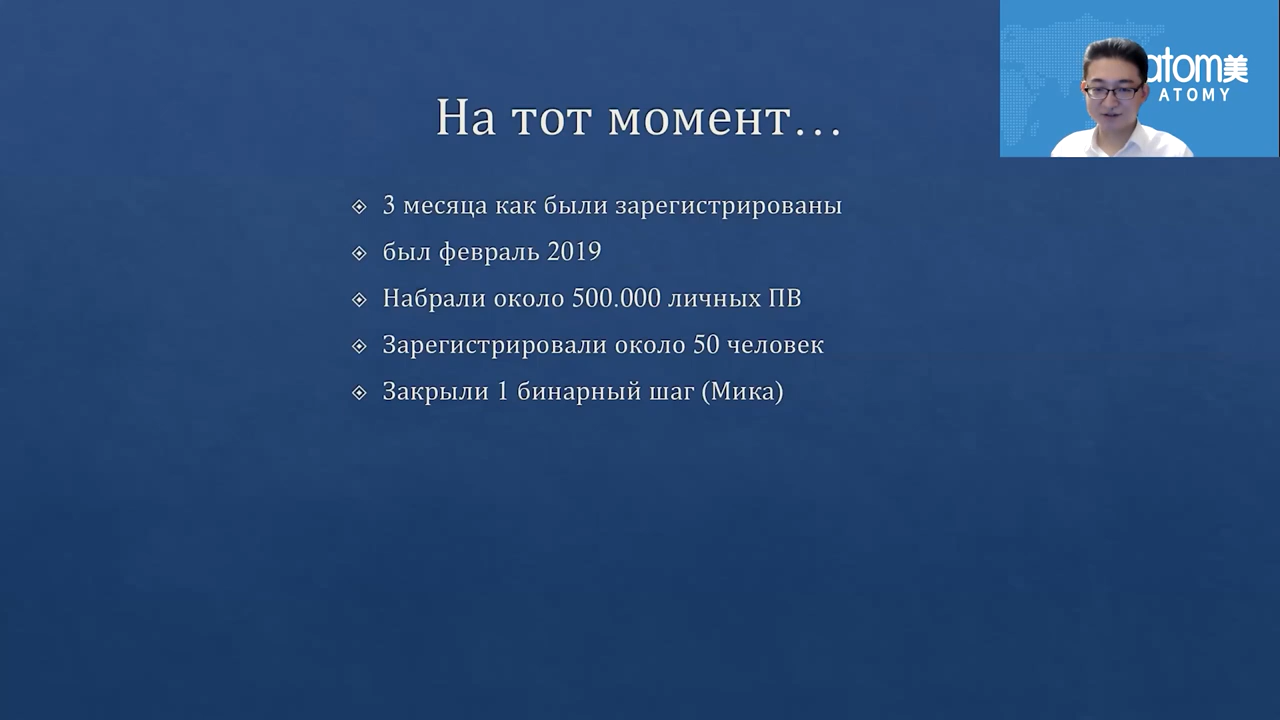 На тот момент...
3 месяца как были зарегистрированы
был февраль 2019
Набрали около 500.000 личных ПВ
Зарегистрировали около 50 человек
Закрыли 1 бинарный шаг (Мика)
atom美
ATOMY